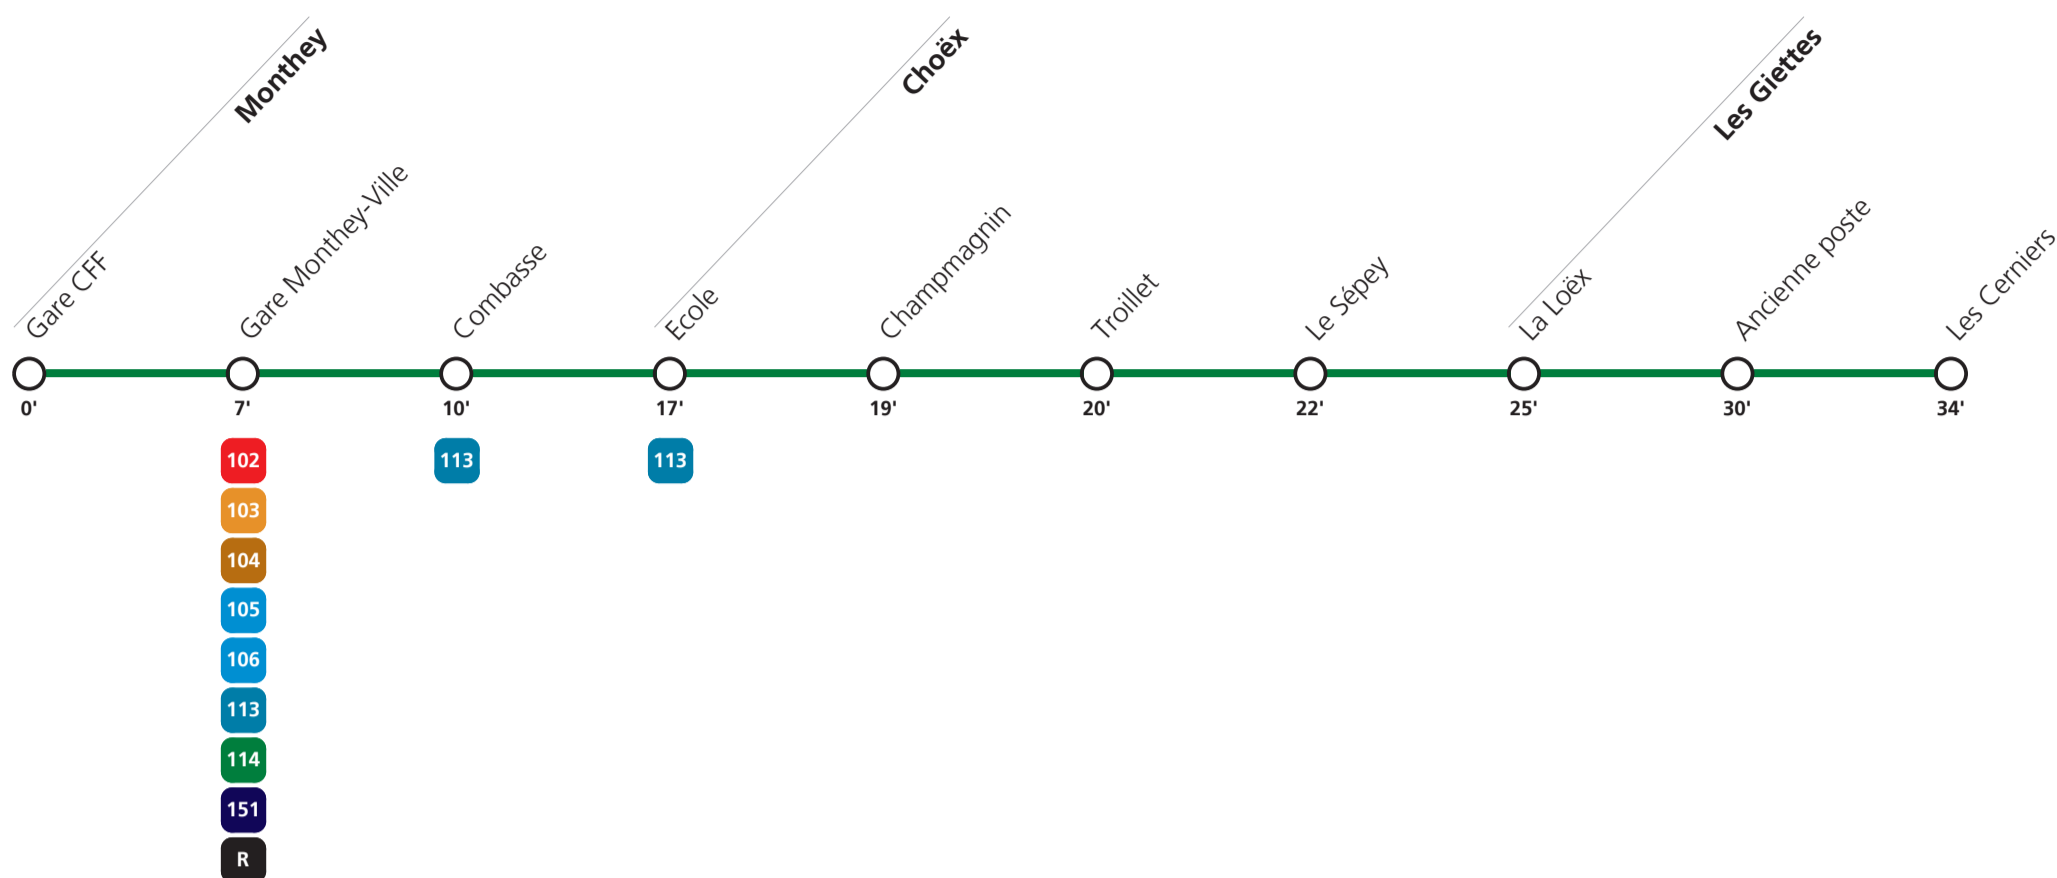 Monthey
Choëx
Les Giettes
Gare CFF
Gare Monthey-Ville
Combasse
Ecole
Champmagnin
Troillet
Le Sépey
La Loëx
Ancienne poste
Les Cerniers
0' 7' 10' 17' 19' 20' 22' 25' 30' 34'
102 113 113
103
104
105
106
113
114
151
R